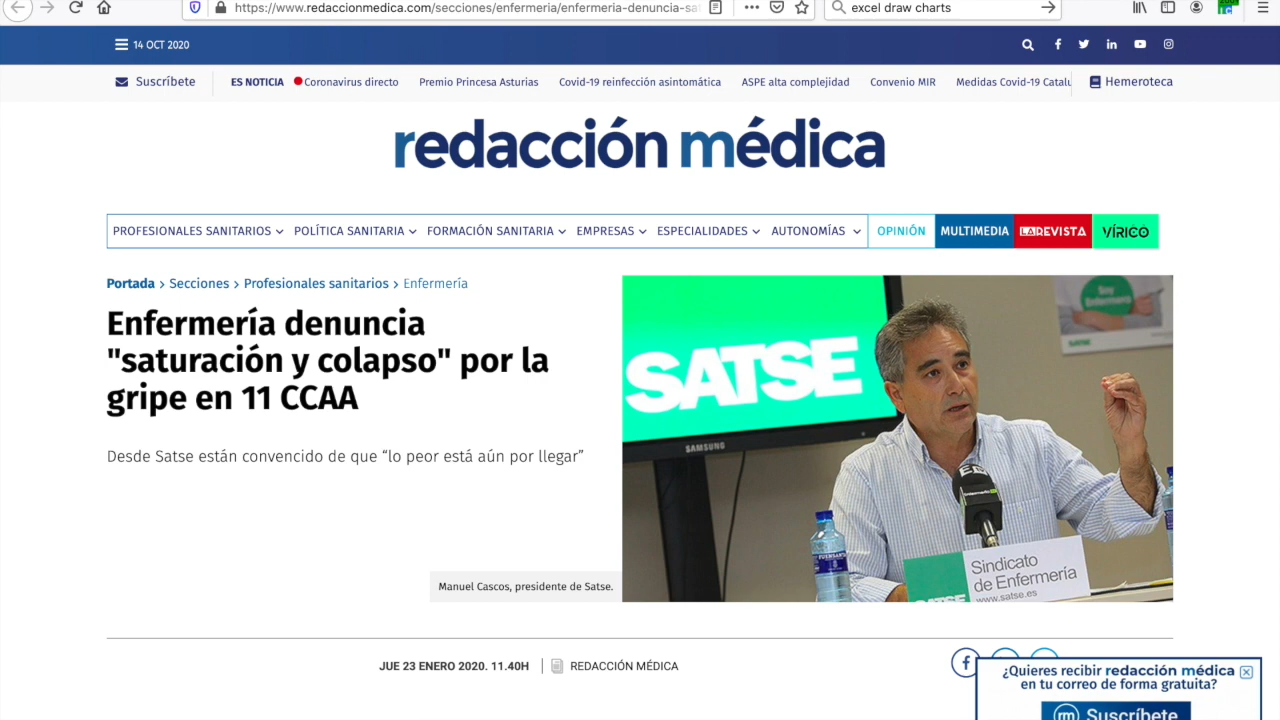 https://www.redaccionmedica.com/secciones/enfermeria/enfermeria-denuncia-sa
excel draw charts
14 OCT 2020
Suscríbete
ES NOTICIA
Coronavirus directo
Premio Princesa Asturias
Covid-19 reinfección asintomática
ASPE alta complejidad
Convenio MIR
Medidas Covid-19 Catalu
Hemeroteca
redacción médica
PROFESIONALES SANITARIOS
POLÍTICA SANITARIA
FORMACIÓN SANITARIA
EMPRESAS
ESPECIALIDADES
AUTONOMÍAS
OPINIÓN
MULTIMEDIA
LA REVISTA
VÍRICO
Portada > Secciones > Profesionales sanitarios > Enfermería
Enfermería denuncia
"saturación y colapso" por la
gripe en 11 CCAA
Desde Satse están convencido de que “lo peor está aún por llegar”
Soy
Enfermera
SATSE
SATSE
SAMSUNG
Sindicato
de Enfermería
www.satse.es
SATSE
Manuel Cascos, presidente de Satse.
JUE 23 ENERO 2020. 11.40H
REDACCIÓN MÉDICA
¿Quieres recibir redacción médica
en tu correo de forma gratuita?
Suscríbete